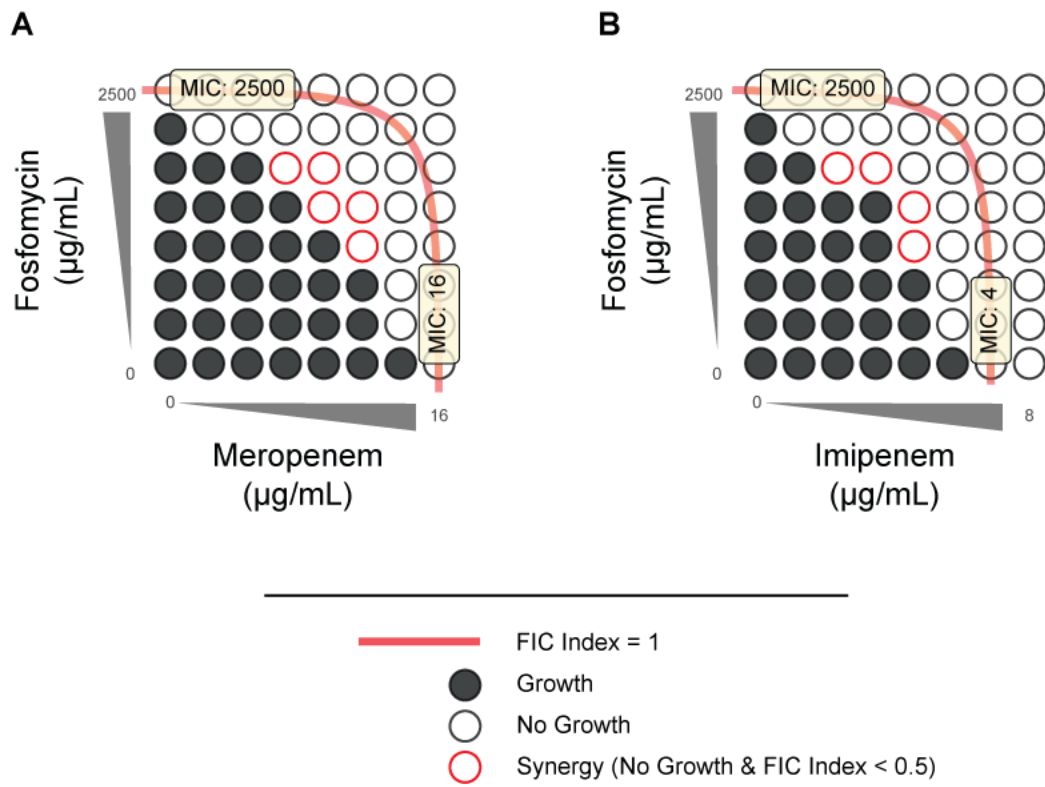 A
MIC: 2500
2500
Fosfomycin
(µg/mL)
MIC: 16
0
0
16
Meropenem
(µg/mL)
B
MIC: 2500
2500
Fosfomycin
(µg/mL)
MIC: 4
0
0
8
Imipenem
(µg/mL)
FIC Index = 1
Growth
No Growth
Synergy (No Growth & FIC Index < 0.5)